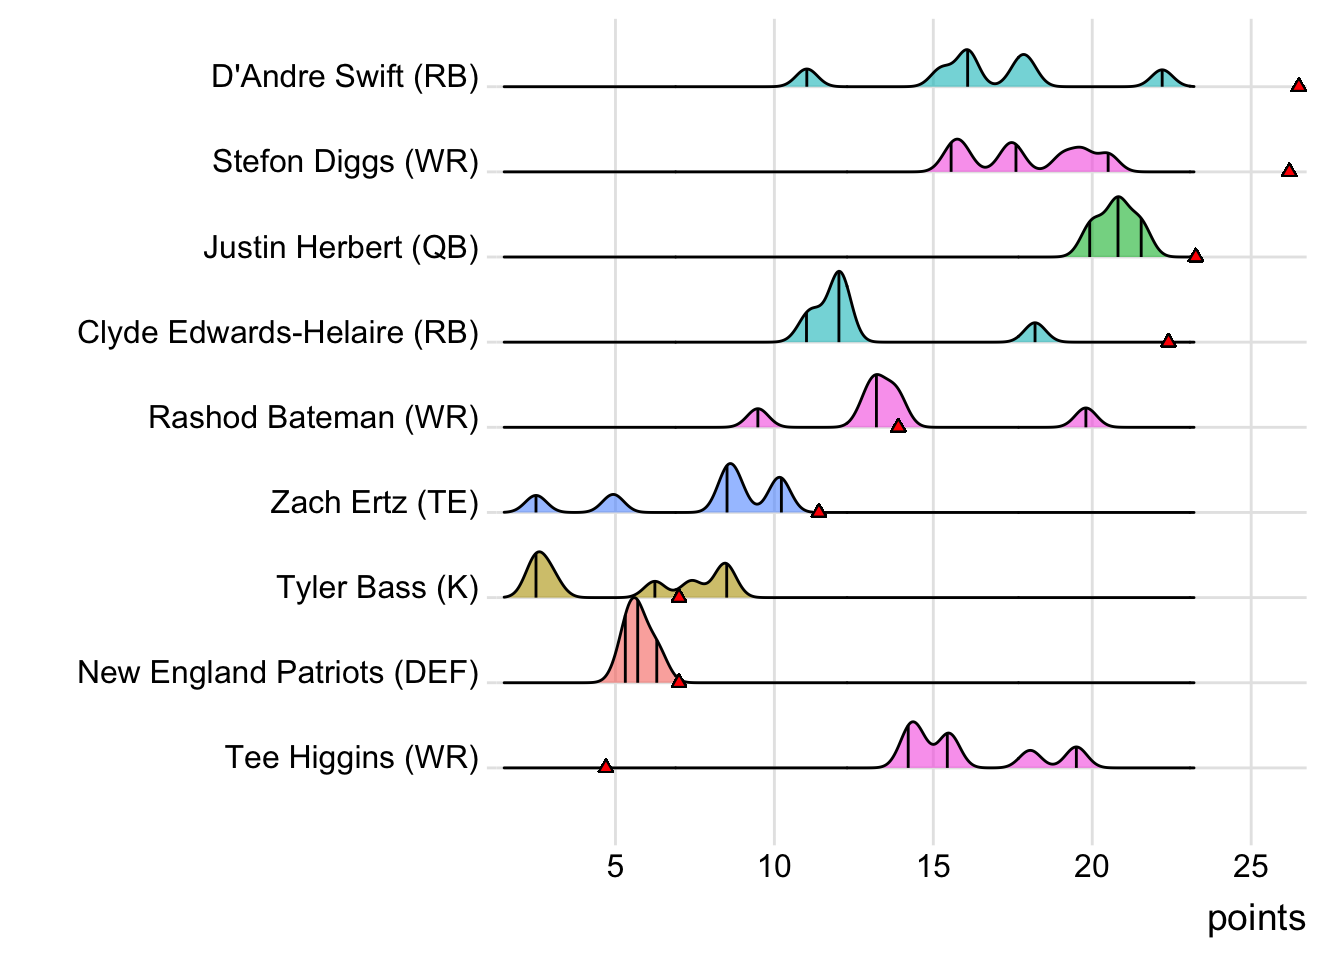 D'Andre Swift (RB)
Stefon Diggs (WR)
Justin Herbert (QB)
Clyde Edwards-Helaire (RB)
Rashod Bateman (WR)
Zach Ertz (TE)
Tyler Bass (K)
New England Patriots (DEF)
Tee Higgins (WR)
5 10 15 20 25
points